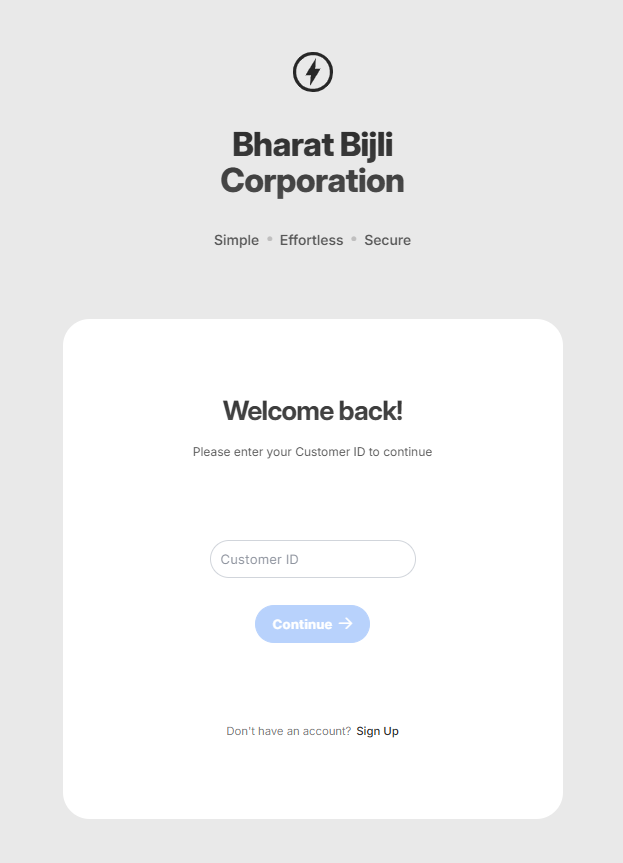 Bharat Bijli
Corporation
Simple • Effortless • Secure
Welcome back!
Please enter your Customer ID to continue
Customer ID
Continue →
Don't have an account? Sign Up